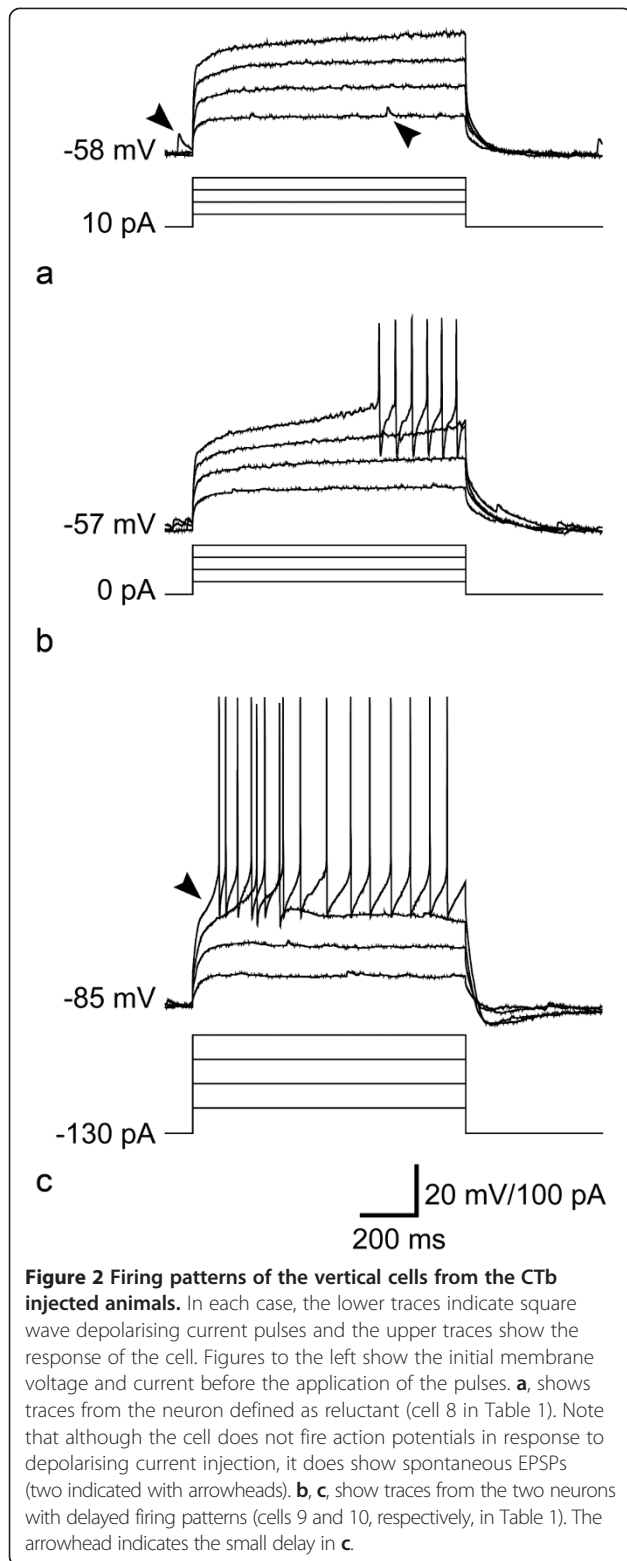 -58 mV
10 pA
a
-57 mV
0 pA
b
-85 mV
-130 pA
c
20 mV/100 pA
200 ms
Figure 2 Firing patterns of the vertical cells from the CTb
injected animals. In each case, the lower traces indicate square
wave depolarising current pulses and the upper traces show the
response of the cell. Figures to the left show the initial membrane
voltage and current before the application of the pulses. a, shows
traces from the neuron defined as reluctant (cell 8 in Table 1). Note
that although the cell does not fire action potentials in response to
depolarising current injection, it does show spontaneous EPSPs
(two indicated with arrowheads). b, c, show traces from the two neurons
with delayed firing patterns (cells 9 and 10, respectively, in Table 1). The
arrowhead indicates the small delay in c.